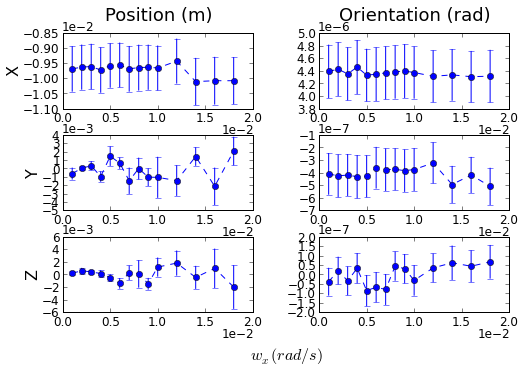 Position (m)
Orientation (rad)
1e−2
−0.85
−0.90
−0.95
−1.00
−1.05
−1.10
X
0.0 0.5 1.0 1.5 2.0
1e−2
1e−6
5.0
4.8
4.6
4.4
4.2
4.0
3.8
0.0 0.5 1.0 1.5 2.0
1e−2
1e−3
4
3
2
1
0
−1
−2
−3
−4
−5
Y
0.0 0.5 1.0 1.5 2.0
1e−2
1e−7
−1
−2
−3
−4
−5
−6
−7
0.0 0.5 1.0 1.5 2.0
1e−2
1e−3
6
4
2
0
−2
−4
−6
Z
0.0 0.5 1.0 1.5 2.0
1e−2
1e−7
2.0
1.5
1.0
0.5
0.0
−0.5
−1.0
−1.5
−2.0
0.0 0.5 1.0 1.5 2.0
1e−2
w_x (rad/s)